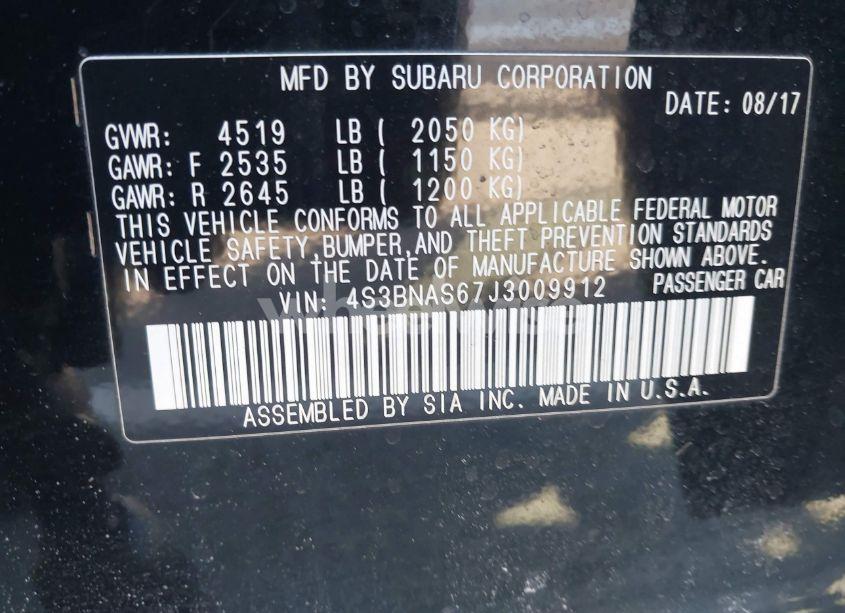 MFD BY SUBARU CORPORATION
DATE: 08/17
GVWR: 4519 LB ( 2050 KG)
GAWR: F 2535 LB ( 1150 KG)
GAWR: R 2645 LB ( 1200 KG)
THIS VEHICLE CONFORMS TO ALL APPLICABLE FEDERAL MOTOR
VEHICLE SAFETY,BUMPER,AND THEFT PREVENTION STANDARDS
IN EFFECT ON THE DATE OF MANUFACTURE SHOWN ABOVE.
VIN: 4S3BNAS67J3009912 PASSENGER CAR
ASSEMBLED BY SIA INC. MADE IN U.S.A.